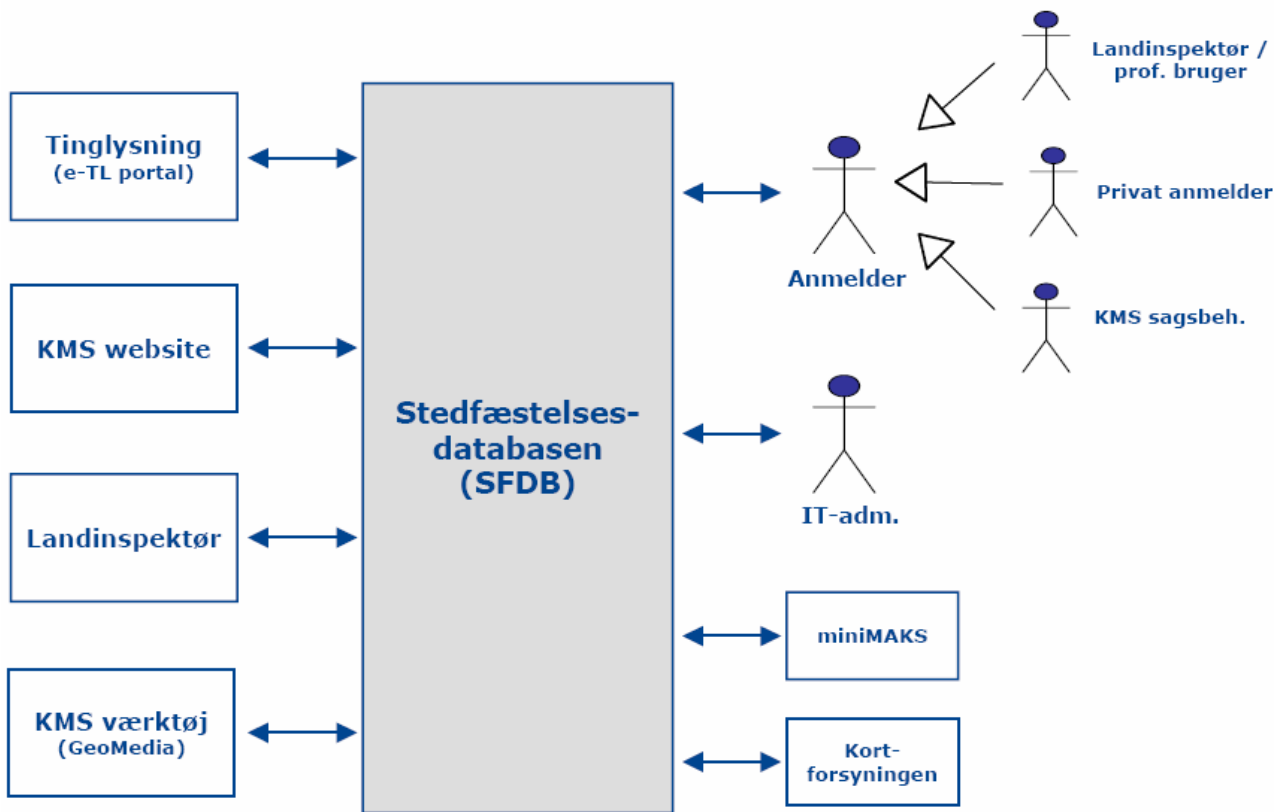 Tinglysning
(e-TL portal)
KMS website
Landinspektør
KMS værktøj
(GeoMedia)
Stedfæstelses-
databasen
(SFDB)
Landinspektør /
prof. bruger
Privat anmelder
KMS sagsbeh.
Anmelder
IT-adm.
miniMAKS
Kort-
forsyningen